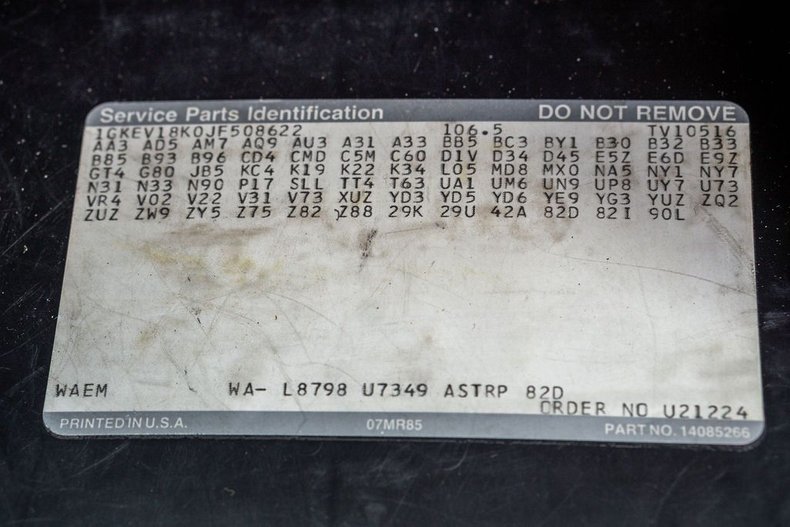 Service Parts Identification DO NOT REMOVE
1GKEV18K0JF508622 106.5 TV10516
AA3 AD5 AM7 AQ9 AU3 A31 A33 BB5 BC3 BY1 B30 B32 B33
B85 B93 B96 CD4 CMD C5M C60 D1V D34 D45 E5Z E6D E9Z
GT4 G80 JB5 KC4 K19 K22 K34 L05 MD8 MX0 NA5 NY1 NY7
N31 N33 N90 P17 SLL TT4 T63 UA1 UM6 UN9 UP8 UY7 U73
VR4 V02 V22 V31 V73 XUZ YD3 YD5 YD6 YE9 YG3 YUZ ZQ2
ZUZ ZW9 ZY5 Z75 Z82 Z88 29K 29U 42A 82D 82I 90L
WAEM WA- L8798 U7349 ASTRP 82D
ORDER NO U21224
PRINTED IN U.S.A. 07MR85 PART NO. 14085266